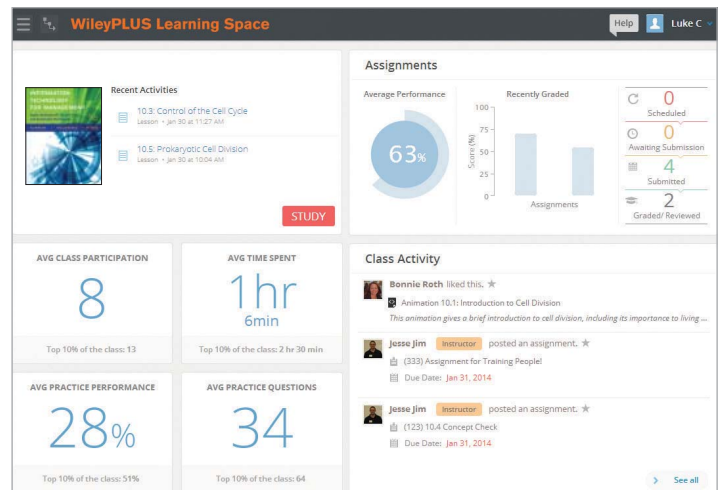 WileyPLUS Learning Space
Help
Luke C
INFORMATION
TECHNOLOGY
FOR MANAGEMENT
Recent Activities
10.3: Control of the Cell Cycle
Lesson • Jan 30 at 11:27 AM
10.5: Prokaryotic Cell Division
Lesson • Jan 30 at 10:04 AM
STUDY
Assignments
Average Performance
63%
Recently Graded
Score (%)
100
75
50
25
0
Assignments
0
Scheduled
0
Awaiting Submission
4
Submitted
2
Graded/ Reviewed
AVG CLASS PARTICIPATION
8
Top 10% of the class: 13
AVG TIME SPENT
1hr
6min
Top 10% of the class: 2 hr 30 min
AVG PRACTICE PERFORMANCE
28%
Top 10% of the class: 51%
AVG PRACTICE QUESTIONS
34
Top 10% of the class: 64
Class Activity
Bonnie Roth liked this.
Animation 10.1: Introduction to Cell Division
This animation gives a brief introduction to cell division, including its importance to living ...
Jesse Jim Instructor posted an assignment.
(333) Assignment for Training People!
Due Date: Jan 31, 2014
Jesse Jim Instructor posted an assignment.
(123) 10.4 Concept Check
Due Date: Jan 31, 2014
See all